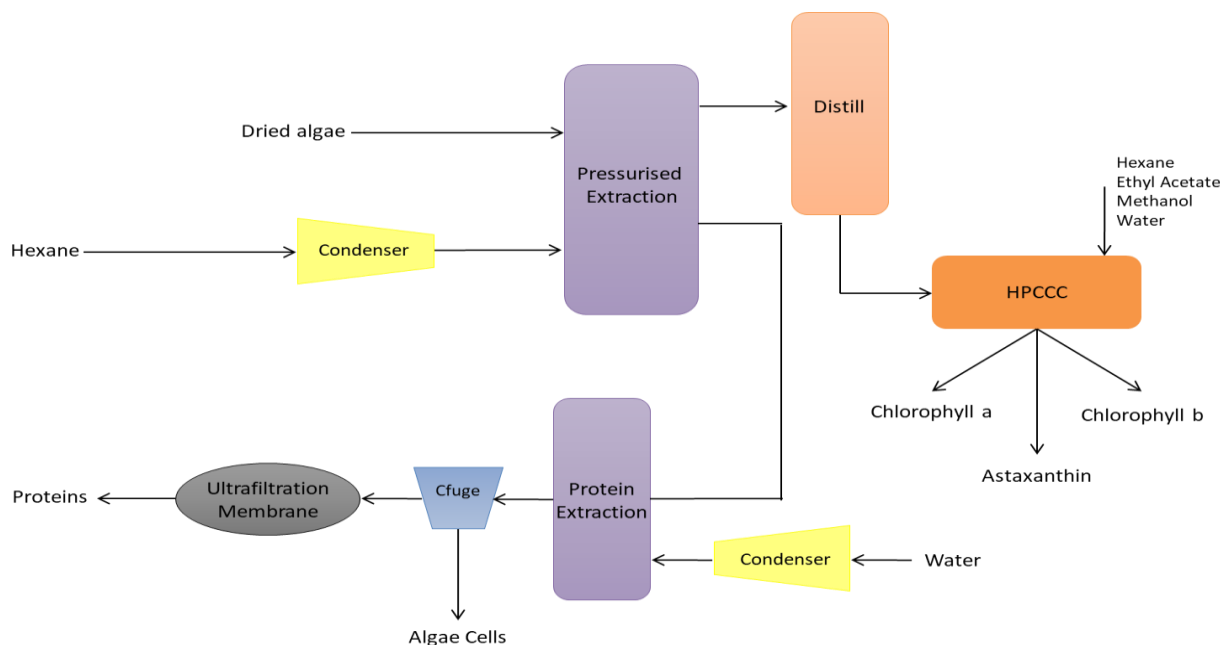 Distill
Dried algae
Pressurised
Extraction
Hexane
Ethyl Acetate
Methanol
Water
Hexane
Condenser
HPCCC
Chlorophyll a
Chlorophyll b
Astaxanthin
Proteins
Ultrafiltration
Membrane
Cfuge
Protein
Extraction
Condenser
Water
Algae Cells